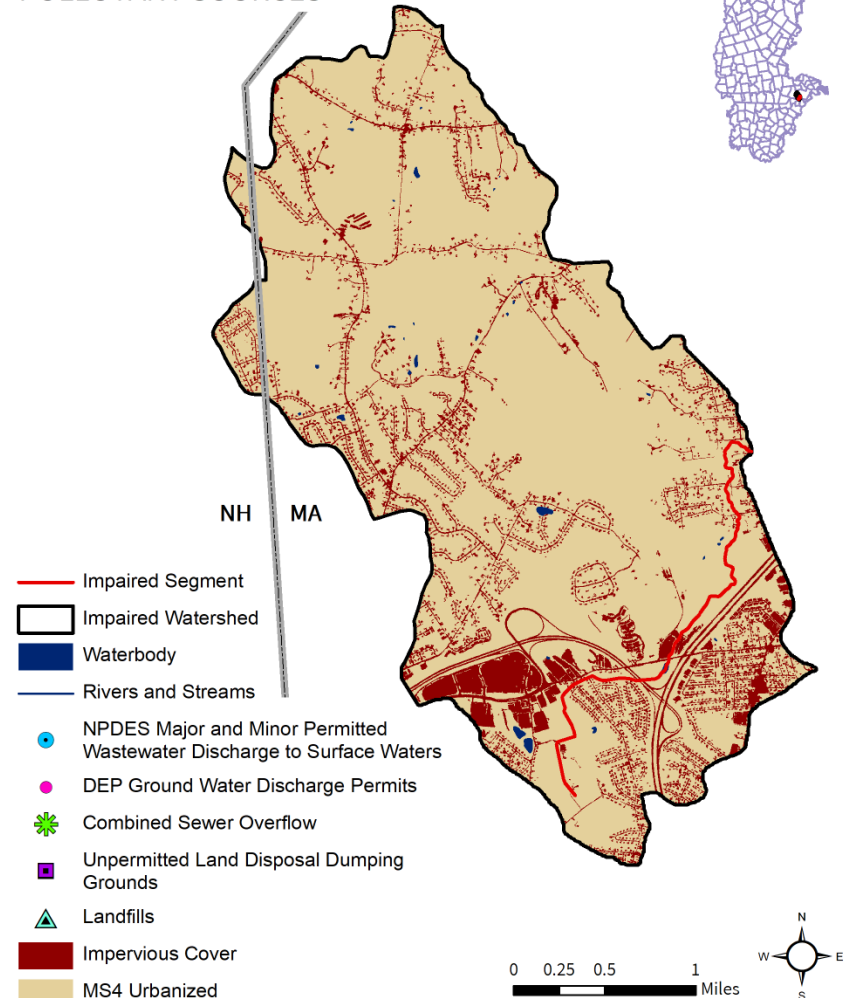 NH MA
Impaired Segment
Impaired Watershed
Waterbody
Rivers and Streams
NPDES Major and Minor Permitted
Wastewater Discharge to Surface Waters
DEP Ground Water Discharge Permits
Combined Sewer Overflow
Unpermitted Land Disposal Dumping
Grounds
Landfills
Impervious Cover
MS4 Urbanized
0 0.25 0.5 1
Miles
N
W E
S